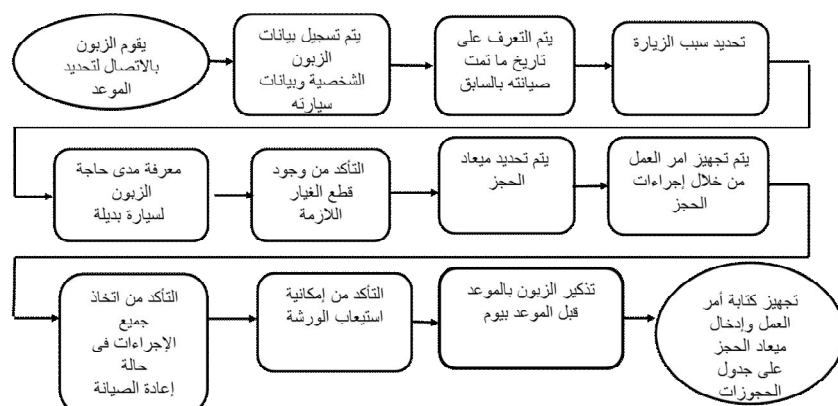 يقوم الزبون
بالاتصال لتحديد
الموعد
يتم تسجيل بيانات
الزبون
الشخصية وبيانات
سيارته
يتم التعرف على
تاريخ ما تمت
صيانته بالسابق
تحديد سبب الزيارة
معرفة مدى حاجة
الزبون
لسيارة بديلة
التأكد من وجود
قطع الغيار
اللازمة
يتم تحديد ميعاد
الحجز
يتم تجهيز امر العمل
من خلال إجراءات
الحجز
التأكد من اتخاذ
جميع
الإجراءات فى
حالة
إعادة الصيانة
التأكد من إمكانية
استيعاب الورشة
تذكير الزبون بالموعد
قبل الموعد بيوم
تجهيز كتابة أمر
العمل وإدخال
ميعاد الحجز
على جدول
الحجوزات